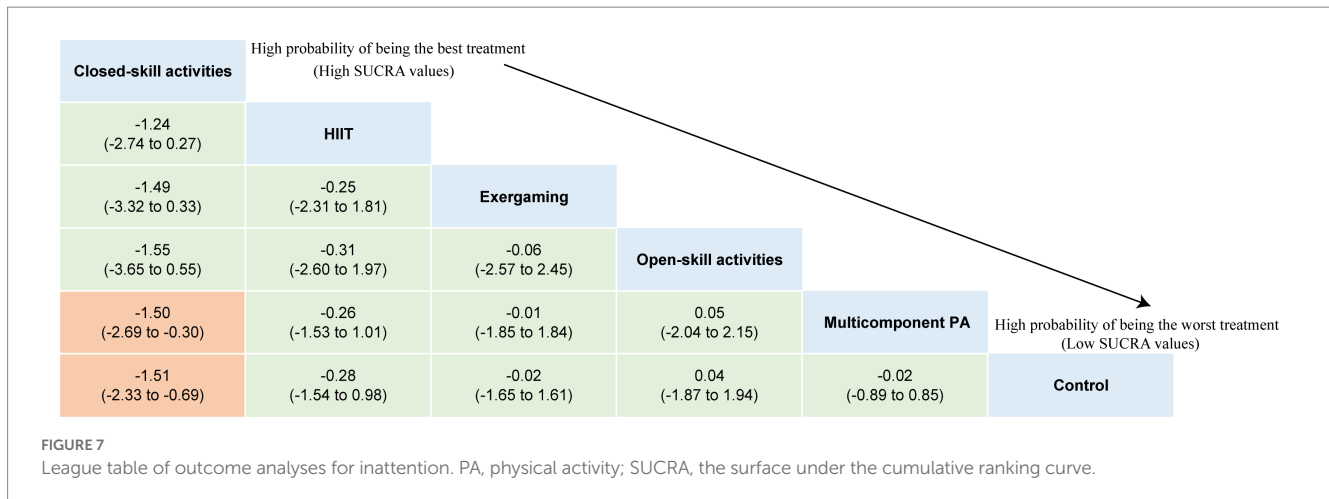 Closed-skill activities
High probability of being the best treatment
(High SUCRA values)
-1.24
(-2.74 to 0.27)
HIIT
-1.49
(-3.32 to 0.33)
-0.25
(-2.31 to 1.81)
Exergaming
-1.55
(-3.65 to 0.55)
-0.31
(-2.60 to 1.97)
-0.06
(-2.57 to 2.45)
Open-skill activities
-1.50
(-2.69 to -0.30)
-0.26
(-1.53 to 1.01)
-0.01
(-1.85 to 1.84)
0.05
(-2.04 to 2.15)
Multicomponent PA
High probability of being the worst treatment
(Low SUCRA values)
-1.51
(-2.33 to -0.69)
-0.28
(-1.54 to 0.98)
-0.02
(-1.65 to 1.61)
0.04
(-1.87 to 1.94)
-0.02
(-0.89 to 0.85)
Control
FIGURE 7
League table of outcome analyses for inattention. PA, physical activity; SUCRA, the surface under the cumulative ranking curve.